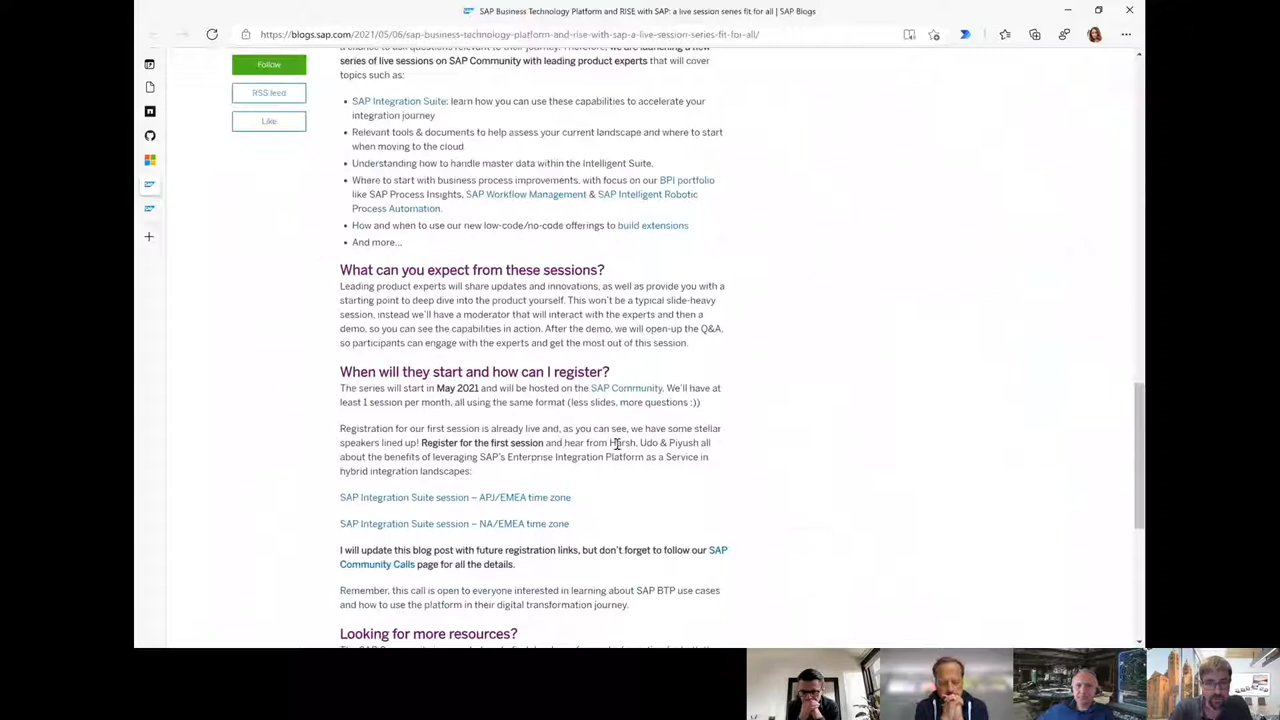 SAP Business Technology Platform and RISE with SAP: a live session series fit for all | SAP Blogs
https://blogs.sap.com/2021/05/06/sap-business-technology-platform-and-rise-with-sap-a-live-session-series-fit-for-all/
Follow
RSS feed
Like
a chance to ask questions relevant to their journey. Therefore, we are launching a new
series of live sessions on SAP Community with leading product experts that will cover
topics such as:
• SAP Integration Suite: learn how you can use these capabilities to accelerate your
integration journey
• Relevant tools & documents to help assess your current landscape and where to start
when moving to the cloud
• Understanding how to handle master data within the Intelligent Suite.
• Where to start with business process improvements, with focus on our BPI portfolio
like SAP Process Insights, SAP Workflow Management & SAP Intelligent Robotic
Process Automation.
• How and when to use our new low-code/no-code offerings to build extensions
• And more...
What can you expect from these sessions?
Leading product experts will share updates and innovations, as well as provide you with a
starting point to deep dive into the product yourself. This won't be a typical slide-heavy
session, instead we'll have a moderator that will interact with the experts and then a
demo, so you can see the capabilities in action. After the demo, we will open-up the Q&A,
so participants can engage with the experts and get the most out of this session.
When will they start and how can I register?
The series will start in May 2021 and will be hosted on the SAP Community. We'll have at
least 1 session per month, all using the same format (less slides, more questions :))
Registration for our first session is already live and, as you can see, we have some stellar
speakers lined up! Register for the first session and hear from Harsh, Udo & Piyush all
about the benefits of leveraging SAP's Enterprise Integration Platform as a Service in
hybrid integration landscapes:
SAP Integration Suite session – APJ/EMEA time zone
SAP Integration Suite session – NA/EMEA time zone
I will update this blog post with future registration links, but don't forget to follow our SAP
Community Calls page for all the details.
Remember, this call is open to everyone interested in learning about SAP BTP use cases
and how to use the platform in their digital transformation journey.
Looking for more resources?